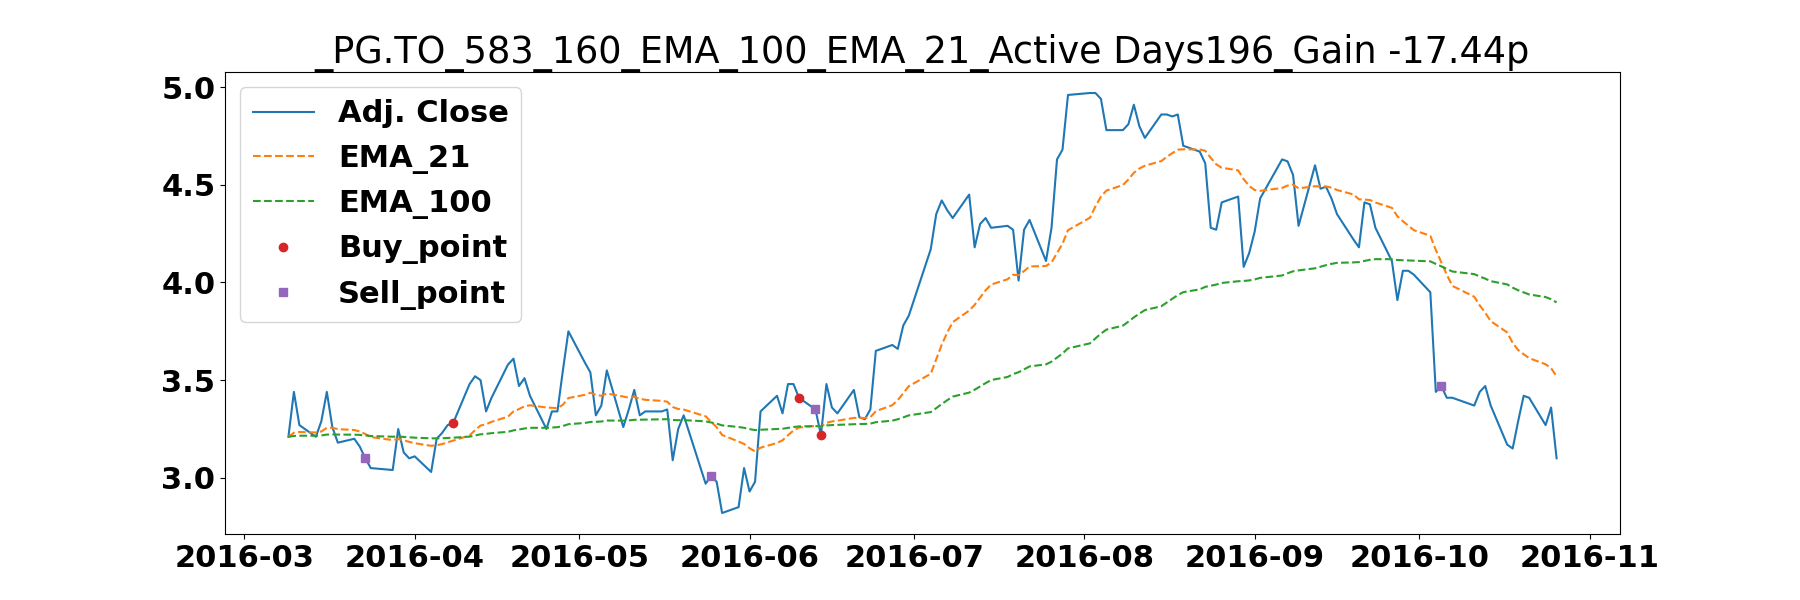 _PG.TO_583_160_EMA_100_EMA_21_Active Days196_Gain -17.44p
5.0
4.5
4.0
3.5
3.0
Adj. Close
EMA_21
EMA_100
Buy_point
Sell_point
2016-03 2016-04 2016-05 2016-06 2016-07 2016-08 2016-09 2016-10 2016-11